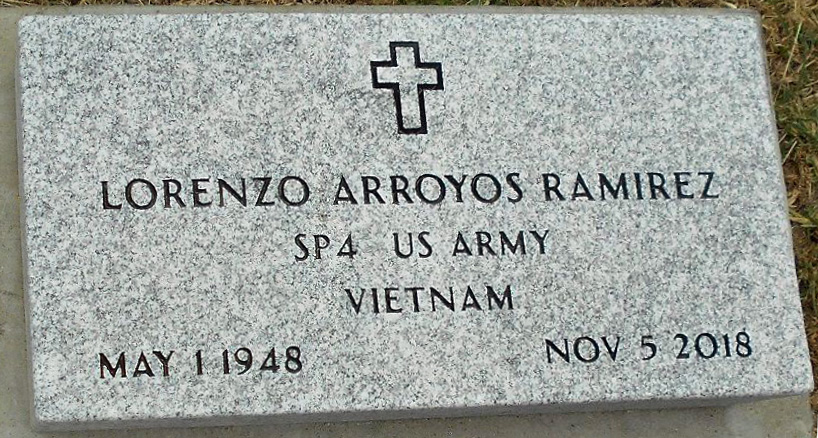 LORENZO ARROYOS RAMIREZ
SP4 US ARMY
VIETNAM
MAY 1 1948 NOV 5 2018